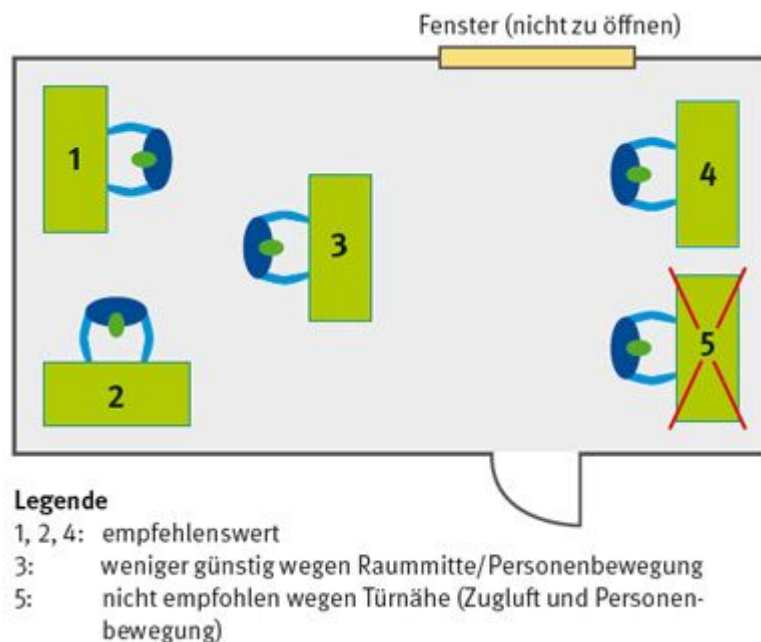 Fenster (nicht zu öffnen)
1
4
3
5
2
Legende
1, 2, 4: empfehlenswert
3: weniger günstig wegen Raummitte/Personenbewegung
5: nicht empfohlen wegen Türnähe (Zugluft und Personen-
bewegung)